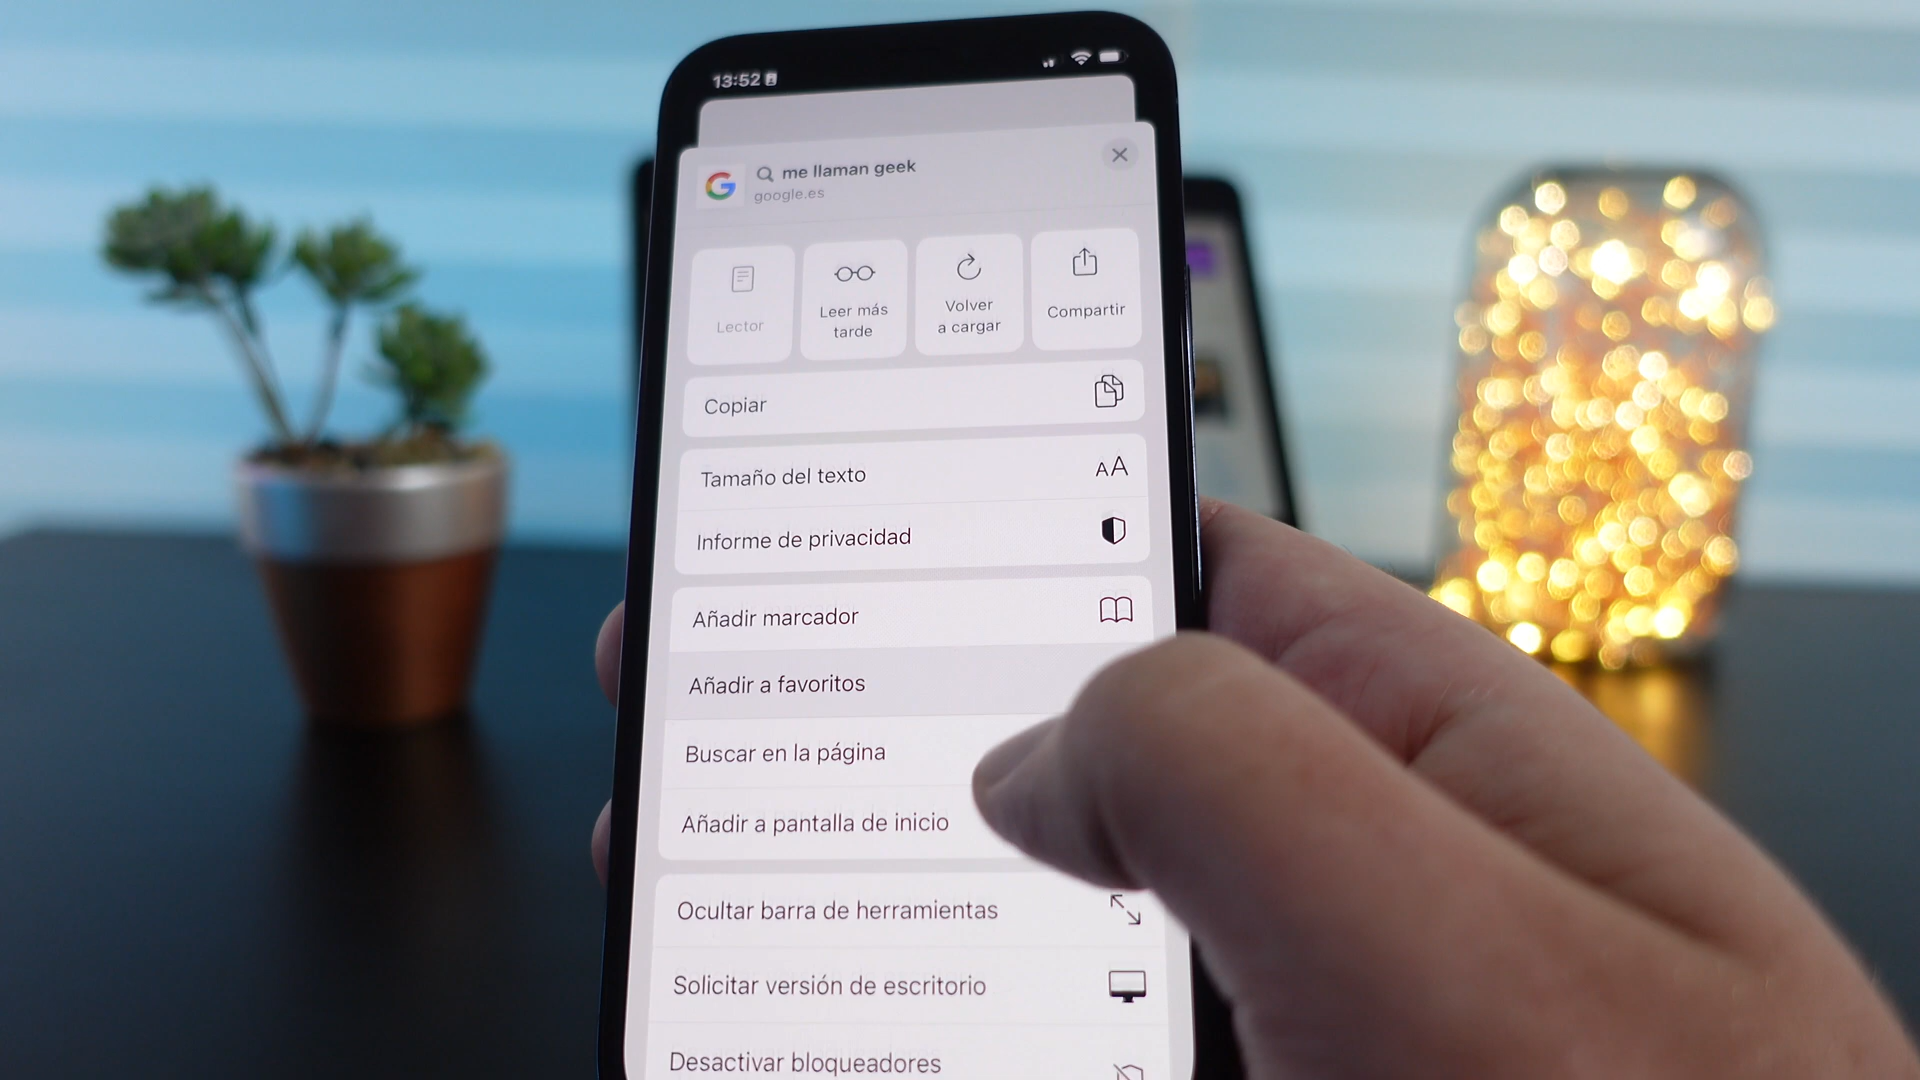 13:52
me llaman geek
google.es
Lector
Leer más
tarde
Volver
a cargar
Compartir
Copiar
Tamaño del texto
AA
Informe de privacidad
Añadir marcador
Añadir a favoritos
Buscar en la página
Añadir a pantalla de inicio
Ocultar barra de herramientas
Solicitar versión de escritorio
Desactivar bloqueadores